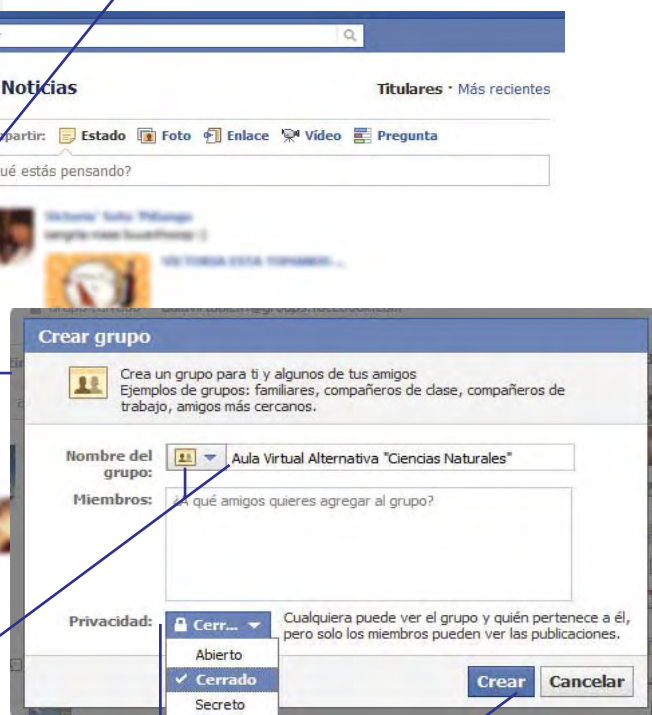 Noticias
Titulares · Más recientes
partir: Estado Foto Enlace Vídeo Pregunta
ué estás pensando?
Crear grupo
Crea un grupo para ti y algunos de tus amigos
Ejemplos de grupos: familiares, compañeros de clase, compañeros de
trabajo, amigos más cercanos.
Nombre del
grupo:
Aula Virtual Alternativa "Ciencias Naturales"
Miembros:
¿A qué amigos quieres agregar al grupo?
Privacidad:
Cerr...
Cualquiera puede ver el grupo y quién pertenece a él,
pero solo los miembros pueden ver las publicaciones.
Abierto
Cerrado
Secreto
Crear
Cancelar